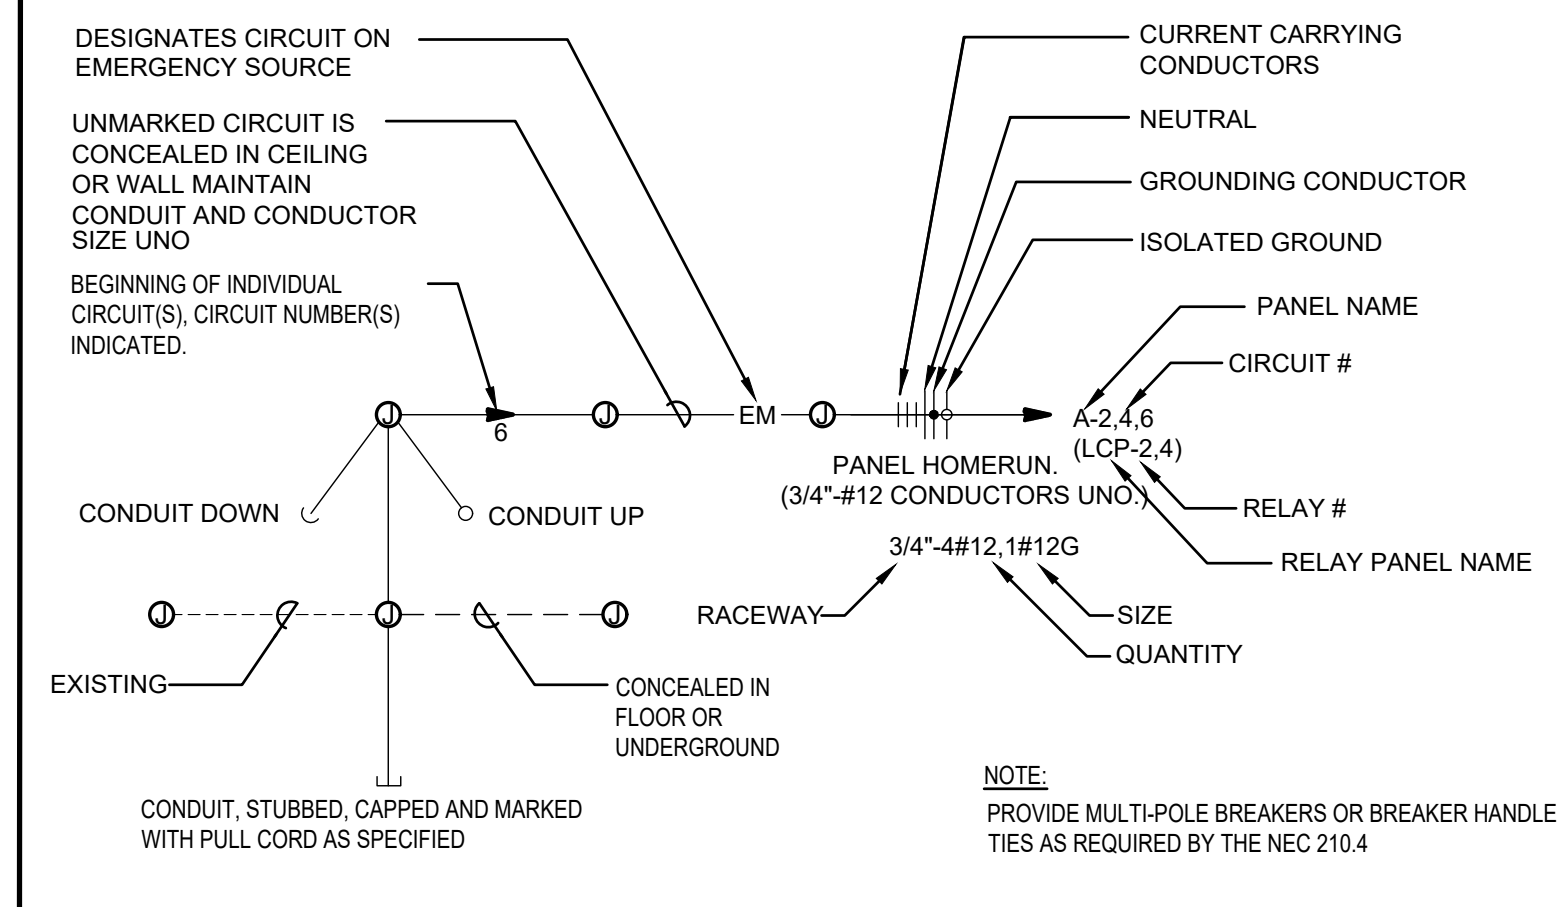 DESIGNATES CIRCUIT ON
EMERGENCY SOURCE
UNMARKED CIRCUIT IS
CONCEALED IN CEILING
OR WALL MAINTAIN
CONDUIT AND CONDUCTOR
SIZE UNO
BEGINNING OF INDIVIDUAL
CIRCUIT(S), CIRCUIT NUMBER(S)
INDICATED.
CURRENT CARRYING
CONDUCTORS
NEUTRAL
GROUNDING CONDUCTOR
ISOLATED GROUND
PANEL NAME
CIRCUIT #
J
6
J
EM
J
A-2,4,6
(LCP-2,4)
PANEL HOMERUN.
(3/4"-#12 CONDUCTORS UNO.)
RELAY #
RELAY PANEL NAME
3/4"-4#12,1#12G
RACEWAY
SIZE
QUANTITY
CONDUIT DOWN
CONDUIT UP
J
J
J
EXISTING
CONCEALED IN
FLOOR OR
UNDERGROUND
CONDUIT, STUBBED, CAPPED AND MARKED
WITH PULL CORD AS SPECIFIED
NOTE:
PROVIDE MULTI-POLE BREAKERS OR BREAKER HANDLE
TIES AS REQUIRED BY THE NEC 210.4